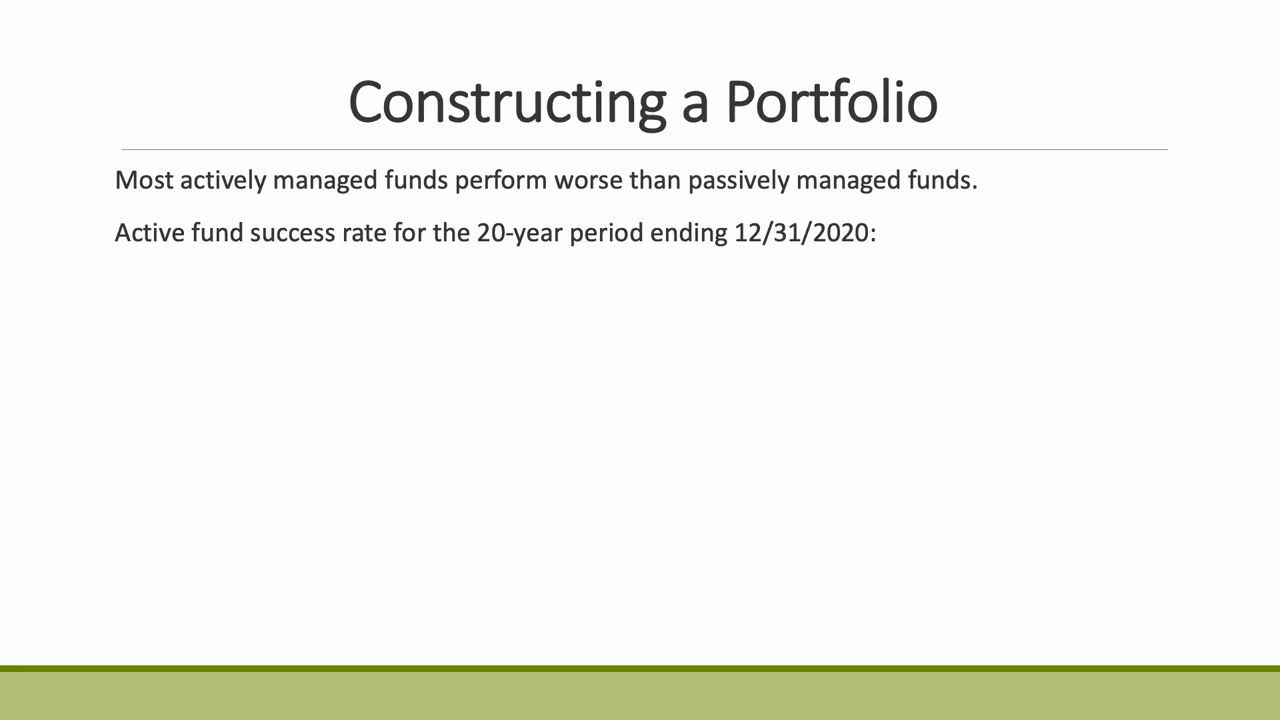 Constructing a Portfolio
Most actively managed funds perform worse than passively managed funds.
Active fund success rate for the 20-year period ending 12/31/2020: